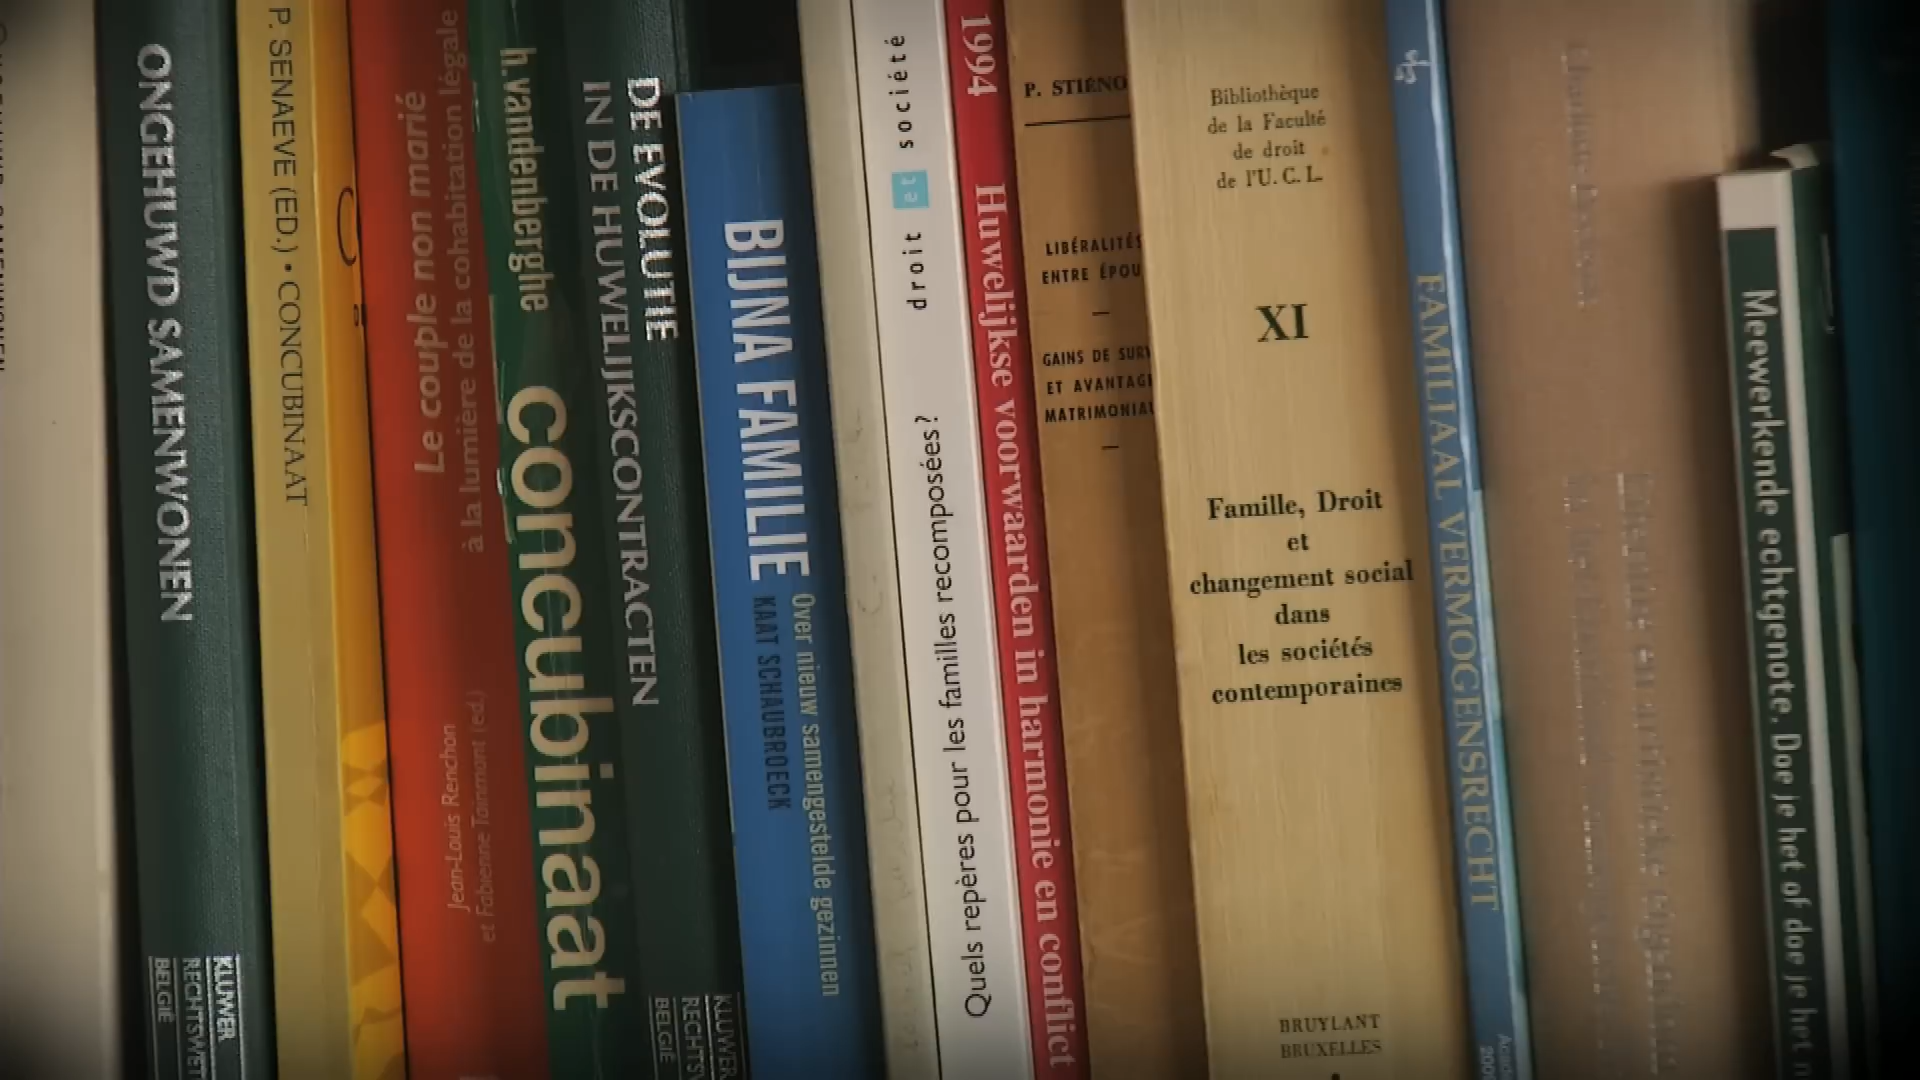 ONGEHUWD SAMENWONEN
KLUWER
RECHTSWET
BELGIË
P. SENAEVE (ED.) • CONCUBINAAT
Le couple non marié
à la lumière de la cohabitation légale
Jean-Louis Renchon
et Fabienne Tainmont (ed.)
h. vandenberghe
concubinaat
DE EVOLUTIE
IN DE HUWELIJKSCONTRACTEN
KLUWER
RECHTSV
BELGIË
BIJNA FAMILIE
Over nieuw samengestelde gezinnen
KAAT SCHAUBROECK
droit et société
Quels repères pour les familles recomposées?
1994
Huwelijkse voorwaarden in harmonie en conflict
P. STIÉNO
LIBÉRALITÉS
ENTRE ÉPOU
GAINS DE SURV
ET AVANTAG
MATRIMONIAU
Bibliothèque
de la Faculté
de droit
de l'U.C.L.
XI
Famille, Droit
et
changement social
dans
les sociétés
contemporaines
BRUYLANT
BRUXELLES
FAMILIAAL VERMOGENSRECHT
Meewerkende echtgenote. Doe je het of doe je het n